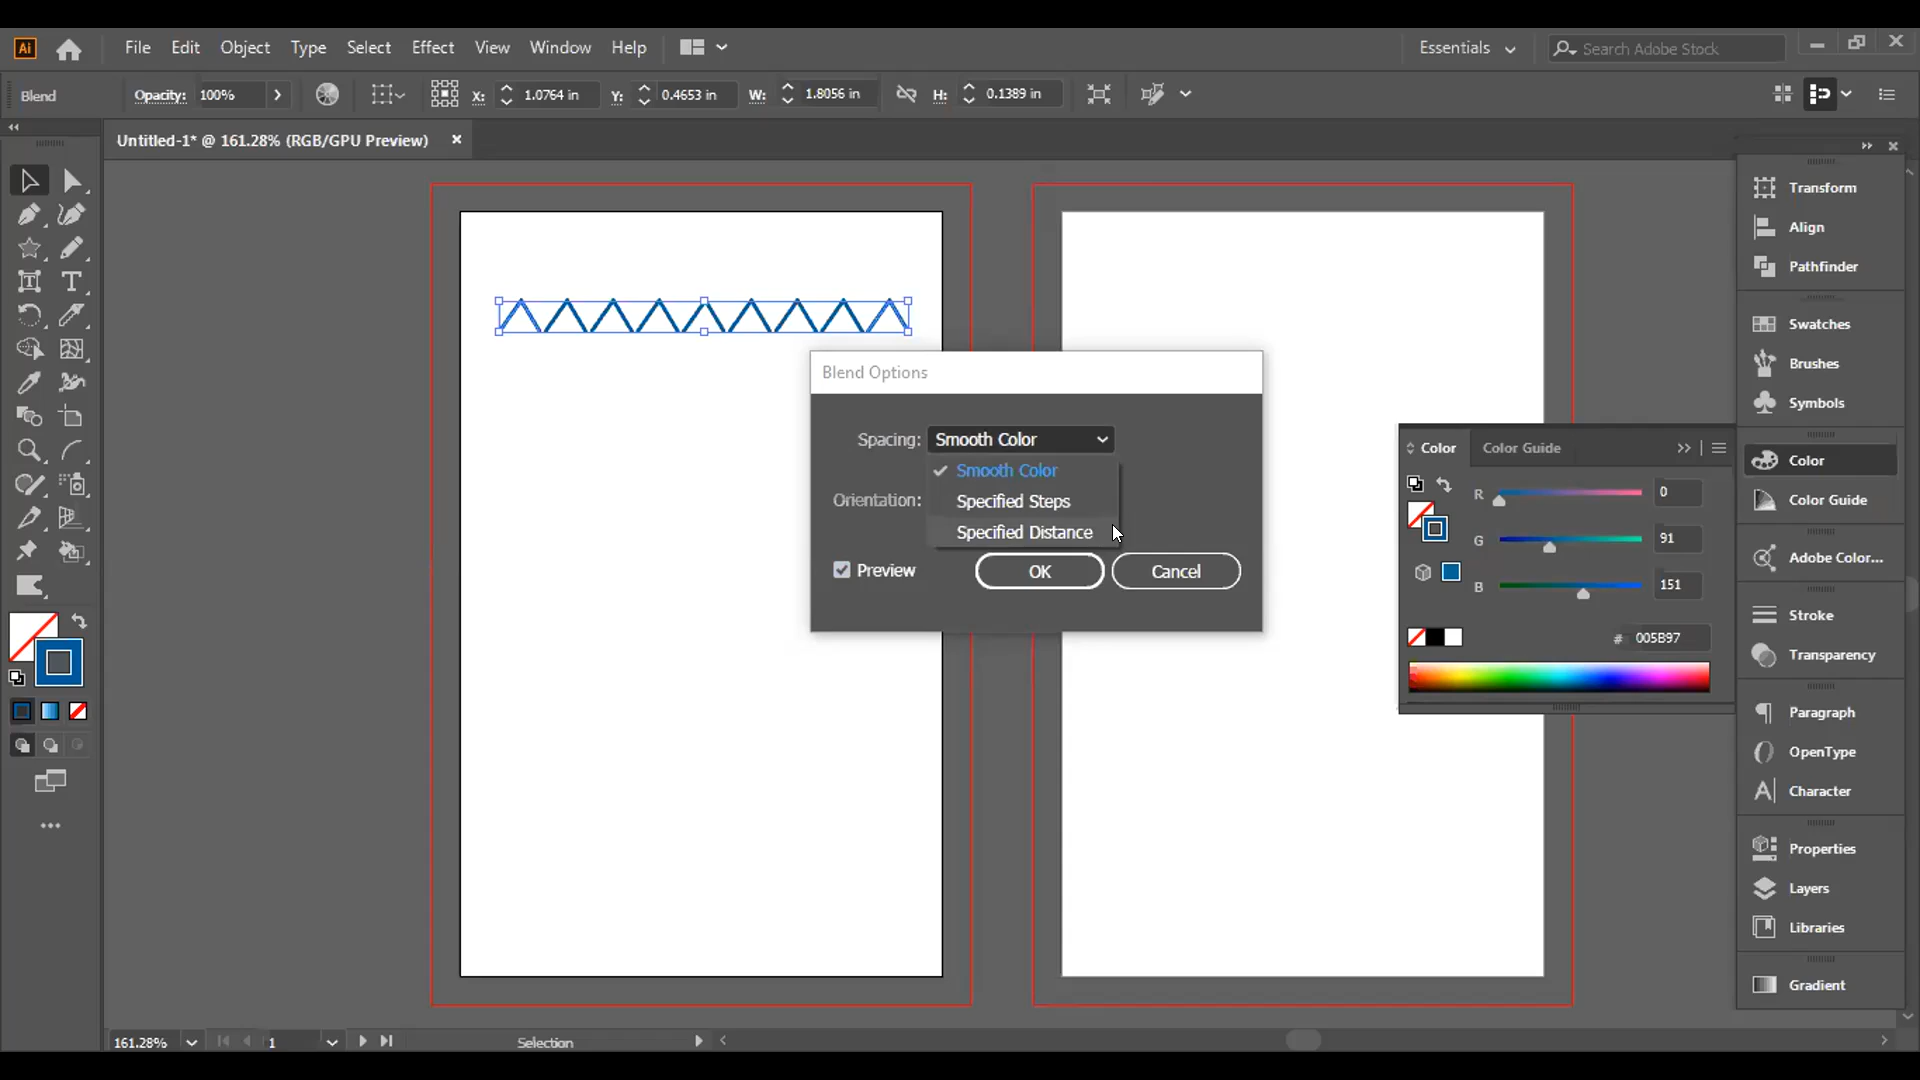 Ai File Edit Object Type Select Effect View Window Help Essentials Search Adobe Stock
Blend Opacity: 100% X: 1.0764 in Y: 0.4653 in W: 1.8056 in H: 0.1389 in
Untitled-1* @ 161.28% (RGB/GPU Preview)
Transform
Align
Pathfinder
Swatches
Brushes
Symbols
Color
Color Guide
Adobe Color...
Stroke
Transparency
Paragraph
OpenType
Character
Properties
Layers
Libraries
Gradient
Blend Options
Spacing: Smooth Color
Smooth Color
Orientation: Specified Steps
Specified Distance
Preview OK Cancel
Color Color Guide
R 0
G 91
B 151
# 005B97
161.28% 1 Selection